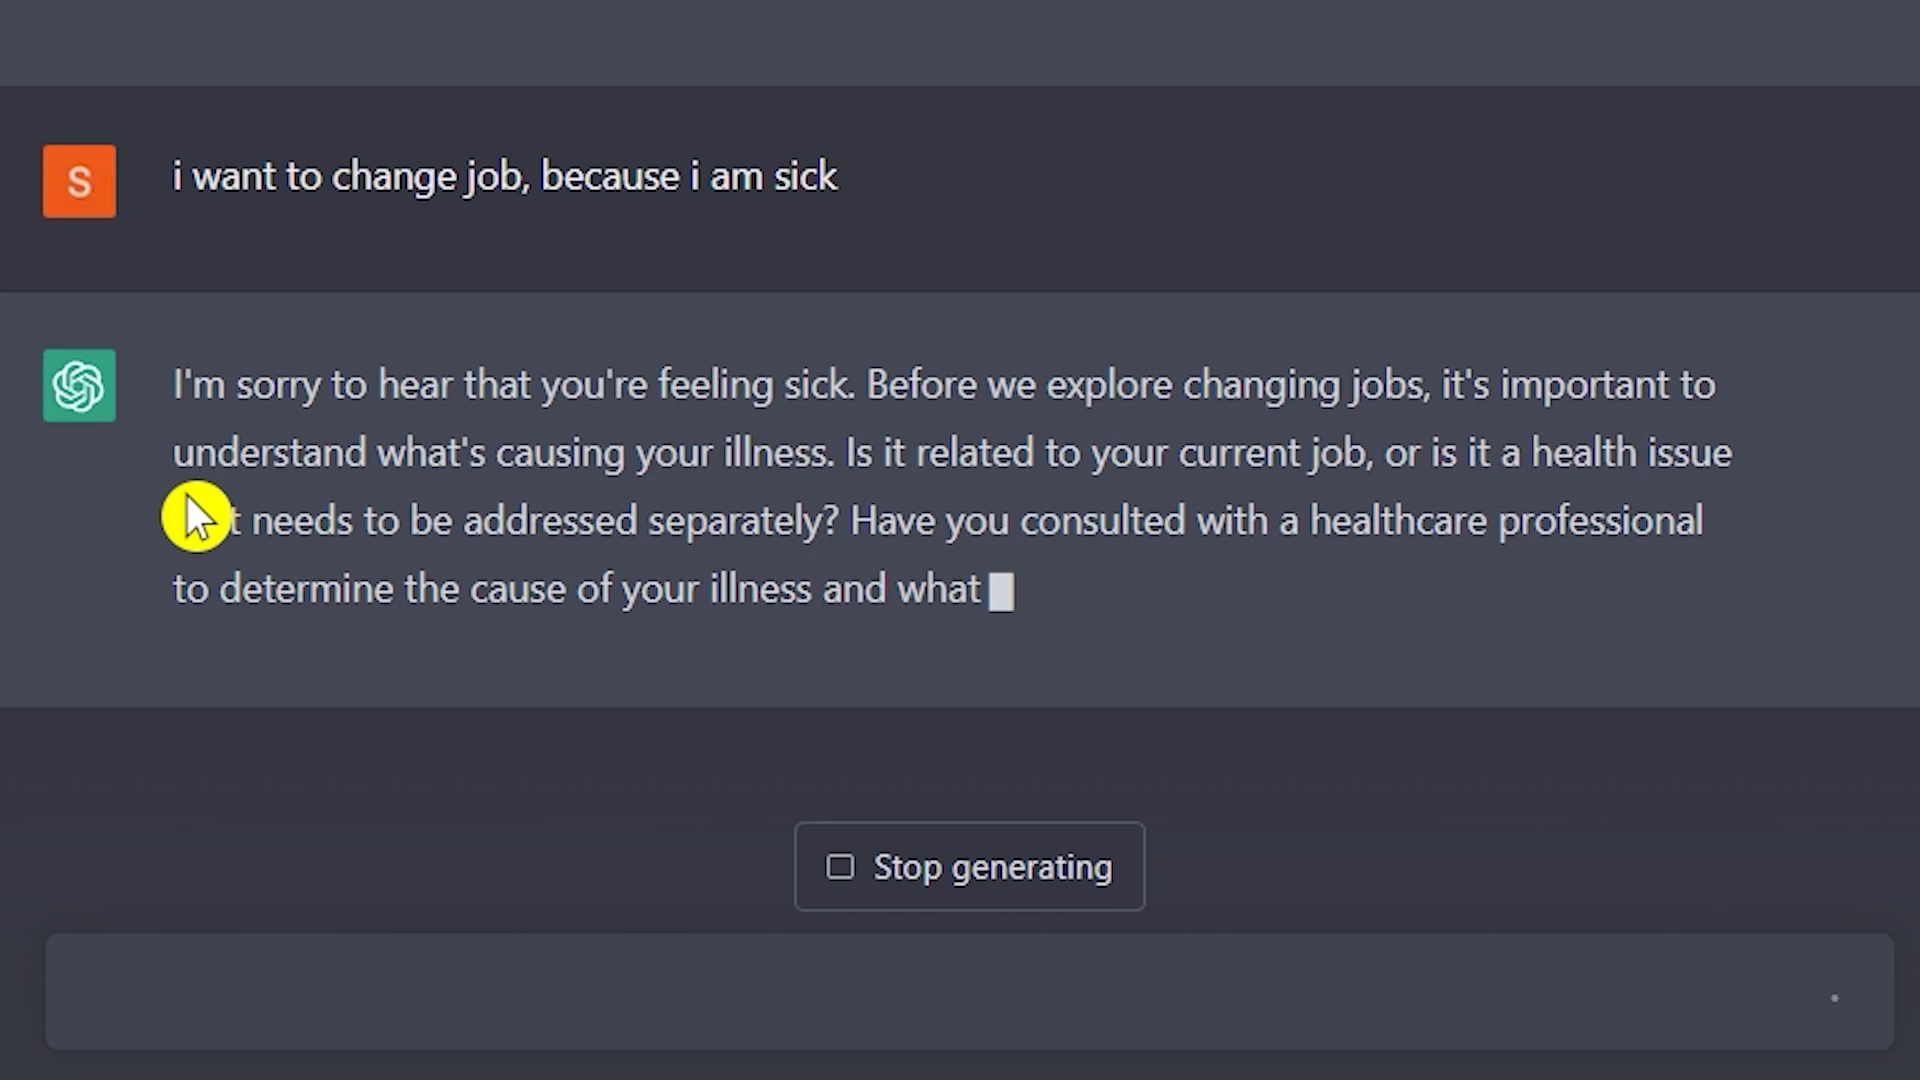 S
i want to change job, because i am sick
I'm sorry to hear that you're feeling sick. Before we explore changing jobs, it's important to
understand what's causing your illness. Is it related to your current job, or is it a health issue
needs to be addressed separately? Have you consulted with a healthcare professional
to determine the cause of your illness and what
Stop generating